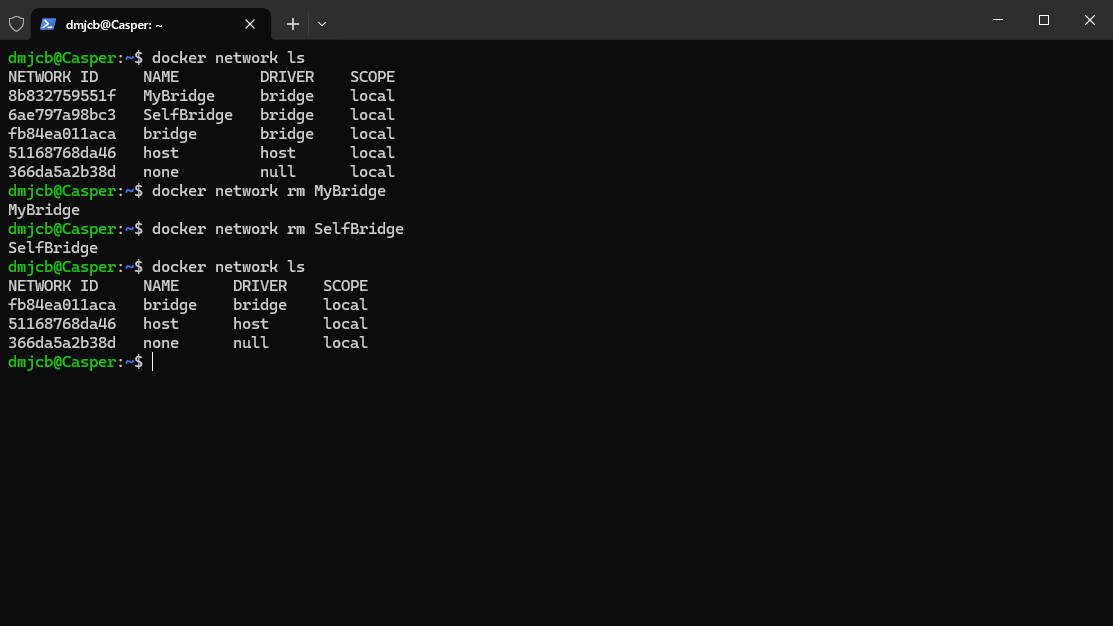 dmjcb@Casper: ~
dmjcb@Casper:~$ docker network ls
NETWORK ID     NAME         DRIVER    SCOPE
8b832759551f   MyBridge     bridge    local
6ae797a98bc3   SelfBridge   bridge    local
fb84ea011aca   bridge       bridge    local
51168768da46   host         host      local
366da5a2b38d   none         null      local
dmjcb@Casper:~$ docker network rm MyBridge
MyBridge
dmjcb@Casper:~$ docker network rm SelfBridge
SelfBridge
dmjcb@Casper:~$ docker network ls
NETWORK ID     NAME      DRIVER    SCOPE
fb84ea011aca   bridge    bridge    local
51168768da46   host      host      local
366da5a2b38d   none      null      local
dmjcb@Casper:~$